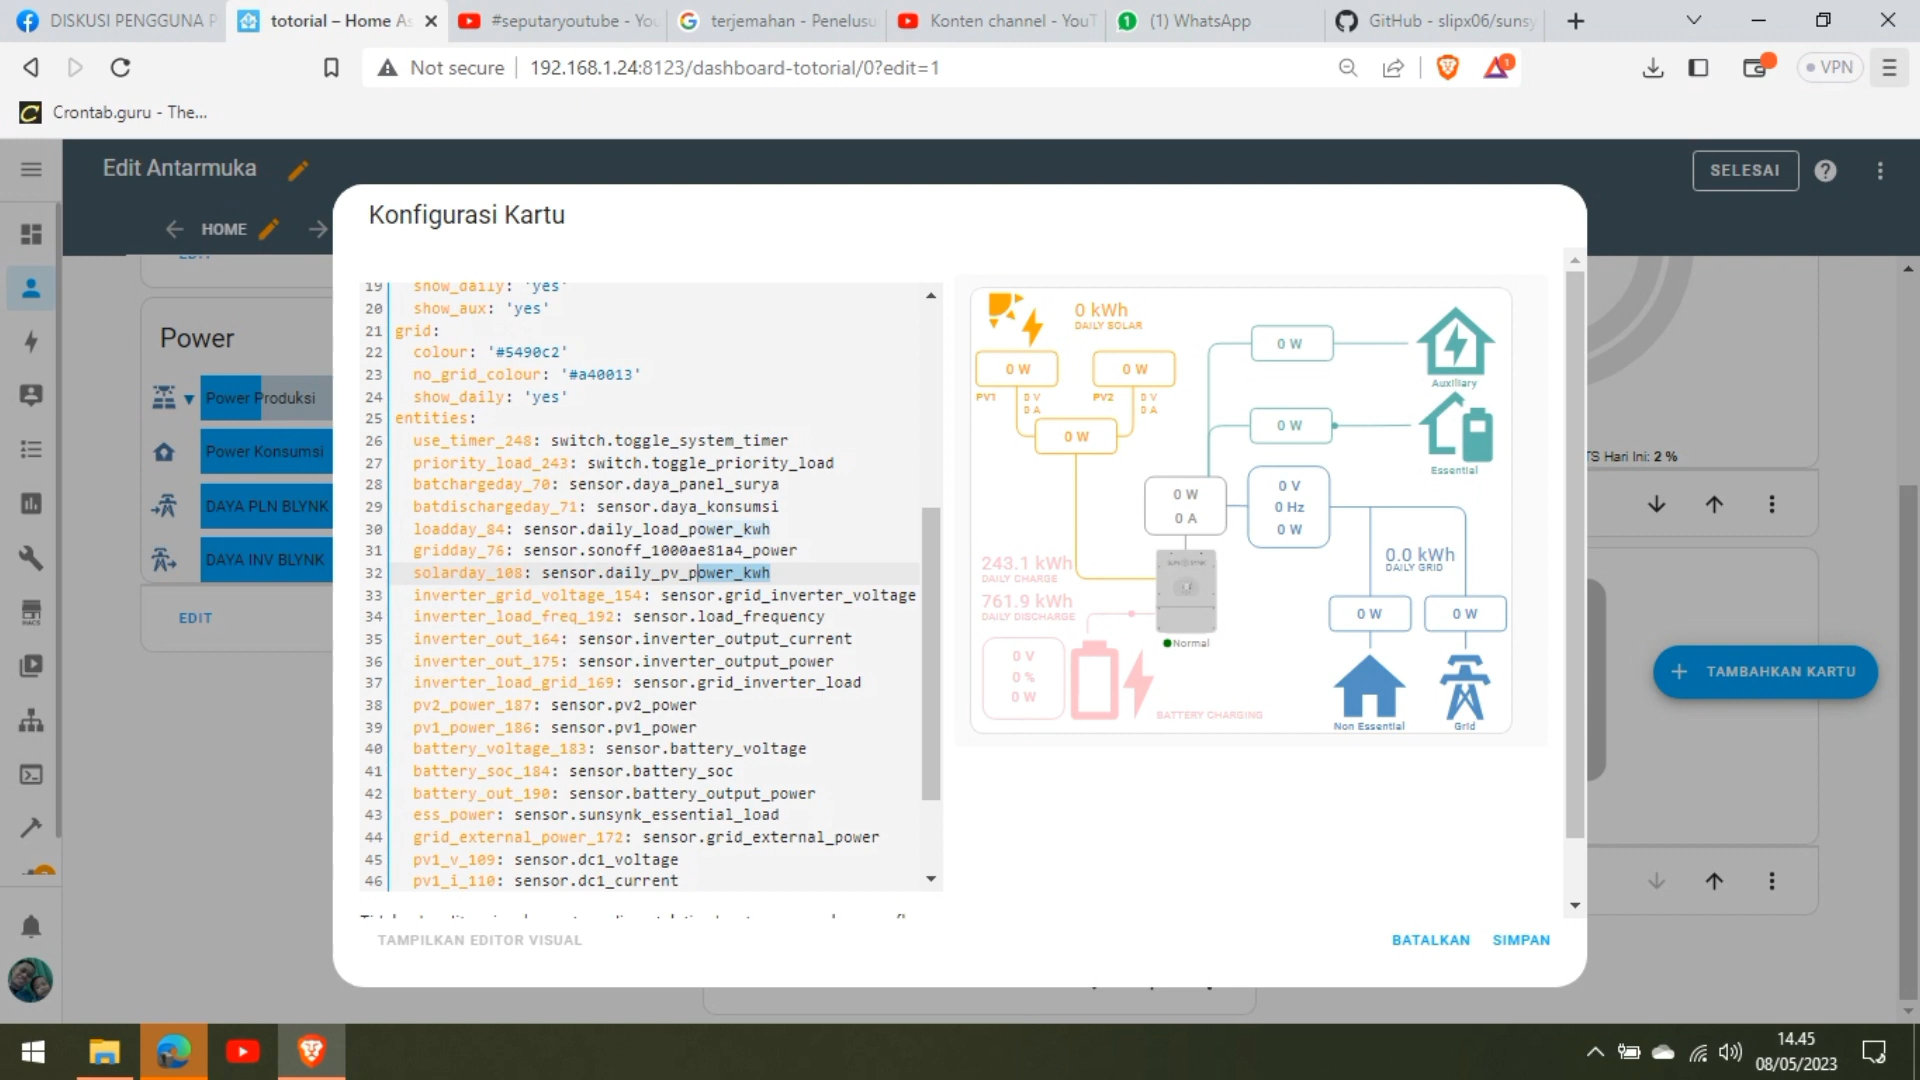 DISKUSI PENGGUNA P
totorial – Home As
#seputaryoutube - You
terjemahan - Penelusu
Konten channel - YouT
(1) WhatsApp
GitHub - slipx06/sunsy
Not secure
192.168.1.24:8123/dashboard-totorial/0?edit=1
VPN
Crontab.guru - The...
Edit Antarmuka
SELESAI
HOME
Konfigurasi Kartu
Power
Power Produksi
Power Konsumsi
DAYA PLN BLYNK
DAYA INV BLYNK
EDIT
19 show_daily: 'yes'
20 show_aux: 'yes'
21 grid:
22 colour: '#5490c2'
23 no_grid_colour: '#a40013'
24 show_daily: 'yes'
25 entities:
26 use_timer_248: switch.toggle_system_timer
27 priority_load_243: switch.toggle_priority_load
28 batchargeday_70: sensor.daya_panel_surya
29 batdischargeday_71: sensor.daya_konsumsi
30 loadday_84: sensor.daily_load_power_kwh
31 gridday_76: sensor.sonoff_1000ae81a4_power
32 solarday_108: sensor.daily_pv_power_kwh
33 inverter_grid_voltage_154: sensor.grid_inverter_voltage
34 inverter_load_freq_192: sensor.load_frequency
35 inverter_out_164: sensor.inverter_output_current
36 inverter_out_175: sensor.inverter_output_power
37 inverter_load_grid_169: sensor.grid_inverter_load
38 pv2_power_187: sensor.pv2_power
39 pv1_power_186: sensor.pv1_power
40 battery_voltage_183: sensor.battery_voltage
41 battery_soc_184: sensor.battery_soc
42 battery_out_190: sensor.battery_output_power
43 ess_power: sensor.sunsynk_essential_load
44 grid_external_power_172: sensor.grid_external_power
45 pv1_v_109: sensor.dc1_voltage
46 pv1_i_110: sensor.dc1_current
0 kWh
DAILY SOLAR
0 W
0 W
PV1
0 V
0 A
PV2
0 V
0 A
0 W
0 W
Auxiliary
0 W
Essential
0 W
0 A
0 V
0 Hz
0 W
243.1 kWh
DAILY CHARGE
761.9 kWh
DAILY DISCHARGE
0.0 kWh
DAILY GRID
SUNSYNK
Normal
0 W
0 W
0 V
0 %
0 W
BATTERY CHARGING
Non Essential
Grid
TS Hari Ini: 2 %
TAMBAHKAN KARTU
TAMPILKAN EDITOR VISUAL
BATALKAN
SIMPAN
14.45
08/05/2023